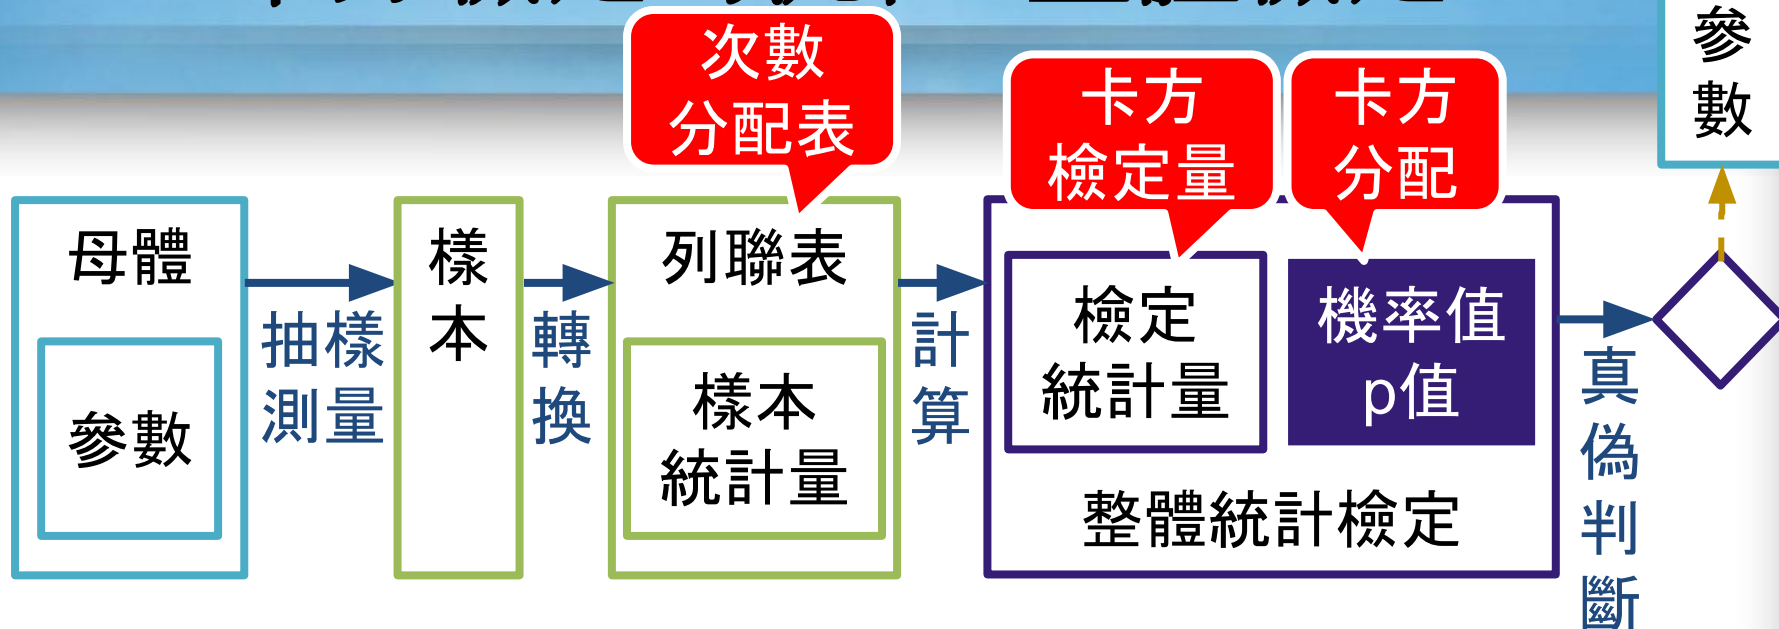 次數
分配表
卡方
檢定量
卡方
分配
參
數
母體
參數
抽樣
測量
樣
本
轉
換
列聯表
樣本
統計量
計
算
檢定
統計量
機率值
p值
整體統計檢定
真
偽
判
斷